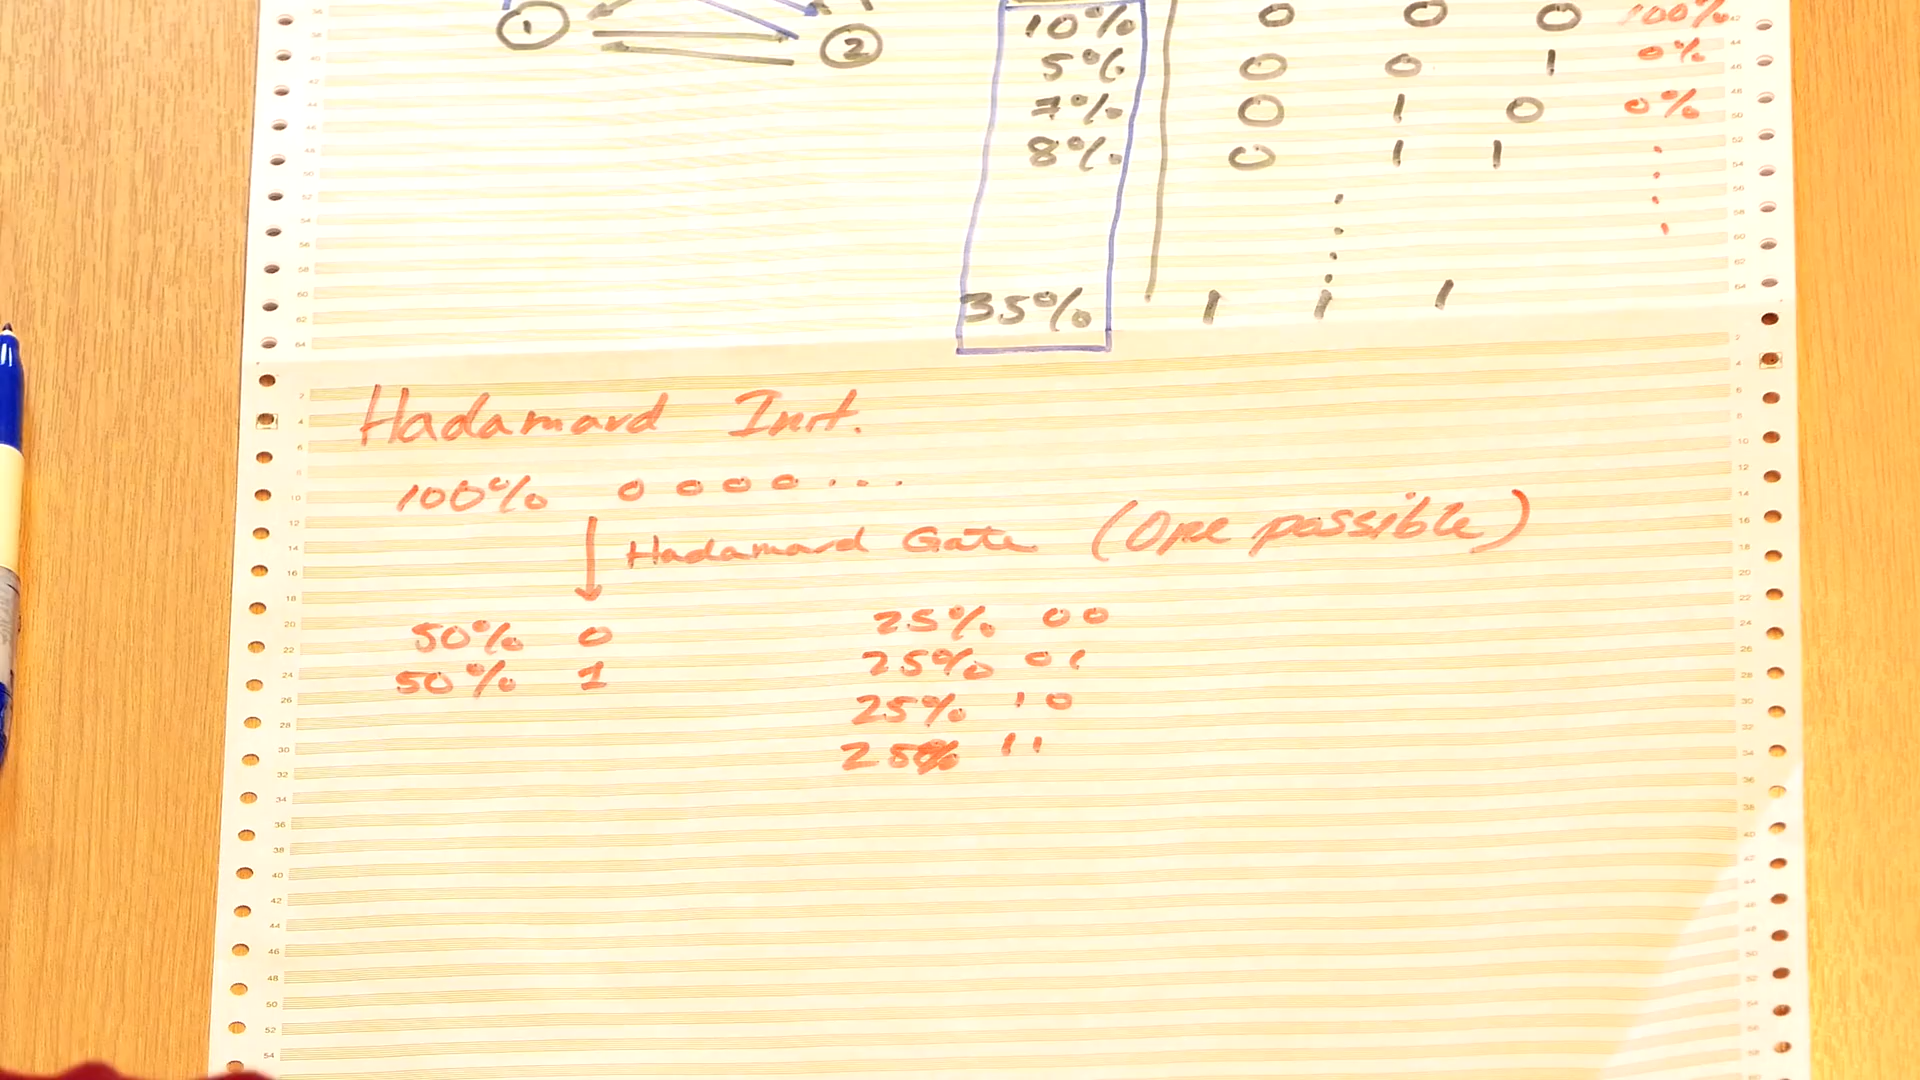 1
2
10% 0 0 0 100%
5% 0 0 1 0%
7% 0 1 0 0%
8% 0 1 1
35% 1 1 1
Hadamard Init.
100% 0 0 0 0 . . .
Hadamard Gate (One possible)
50% 0
50% 1
25% 00
25% 01
25% 10
25% 11